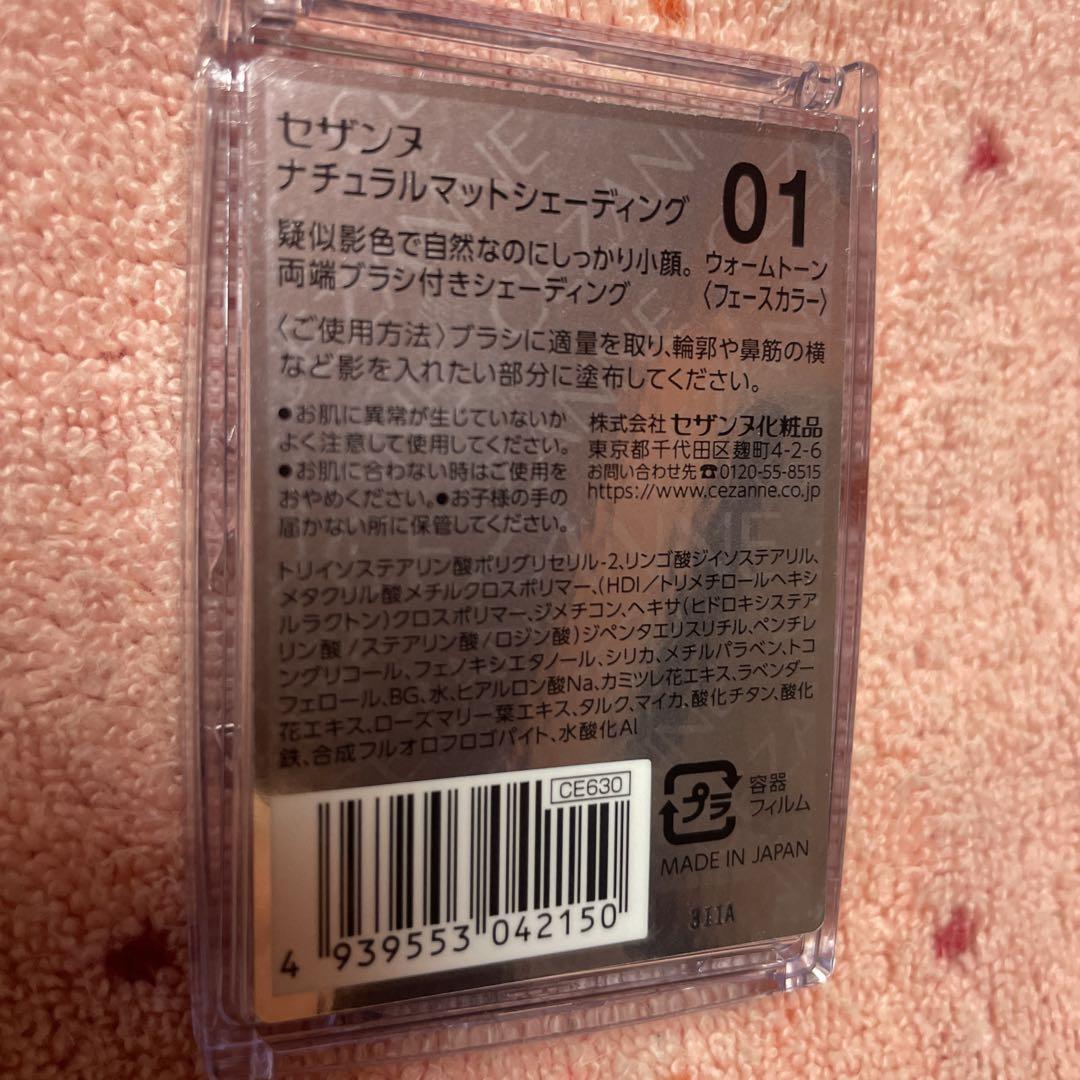 セザンヌ
ナチュラルマットシェーディング
疑似影色で自然なのにしっかり小顔。
両端ブラシ付きシェーディング
01
ウォームトーン
〈フェースカラー〉
〈ご使用方法〉ブラシに適量を取り、輪郭や鼻筋の横
など影を入れたい部分に塗布してください。
●お肌に異常が生じていないか
よく注意して使用してください。
●お肌に合わない時はご使用を
おやめください。●お子様の手の
届かない所に保管してください。
株式会社 セザンヌ化粧品
東京都千代田区麹町4-2-6
お問い合わせ先☎0120-55-8515
https://www.cezanne.co.jp
トリイソステアリン酸ポリグリセリル-2、リンゴ酸ジイソステアリル、
メタクリル酸メチルクロスポリマー、(HDI/トリメチロールヘキシ
ルラクトン)クロスポリマー、ジメチコン、ヘキサ(ヒドロキシステア
リン酸/ステアリン酸/ロジン酸)ジペンタエリスリチル、ペンチレ
ングリコール、フェノキシエタノール、シリカ、メチルパラベン、トコ
フェロール、BG、水、ヒアルロン酸Na、カミツレ花エキス、ラベンダー
花エキス、ローズマリー葉エキス、タルク、マイカ、酸化チタン、酸化
鉄、合成フルオロフロゴパイト、水酸化Al
CE630
4 939553 042150
プラ
容器
フィルム
MADE IN JAPAN
311A